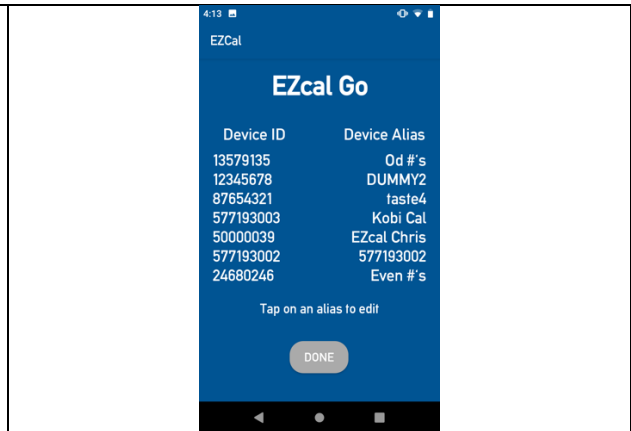 4:13
EZCal
EZcal Go
Device ID Device Alias
13579135 Od #'s
12345678 DUMMY2
87654321 taste4
577193003 Kobi Cal
50000039 EZcal Chris
577193002 577193002
24680246 Even #'s
Tap on an alias to edit
DONE